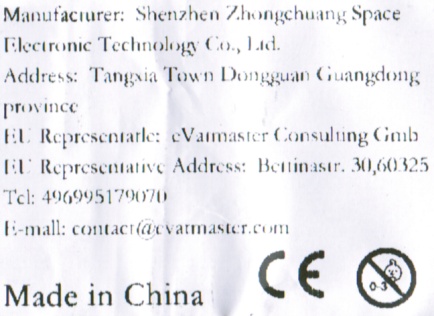 Manufacturer: Shenzhen Zhongchuang Space
Electronic Technology Co., Ltd.
Address: Tangxia Town Dongguan Guangdong
province
EU Representarle: eVatmaster Consulting Gmb
EU Representative Address: Bettinastr. 30,60325
Tel: 496995179070
E-mall: contact@evatmaster.com
CE
0-3
Made in China